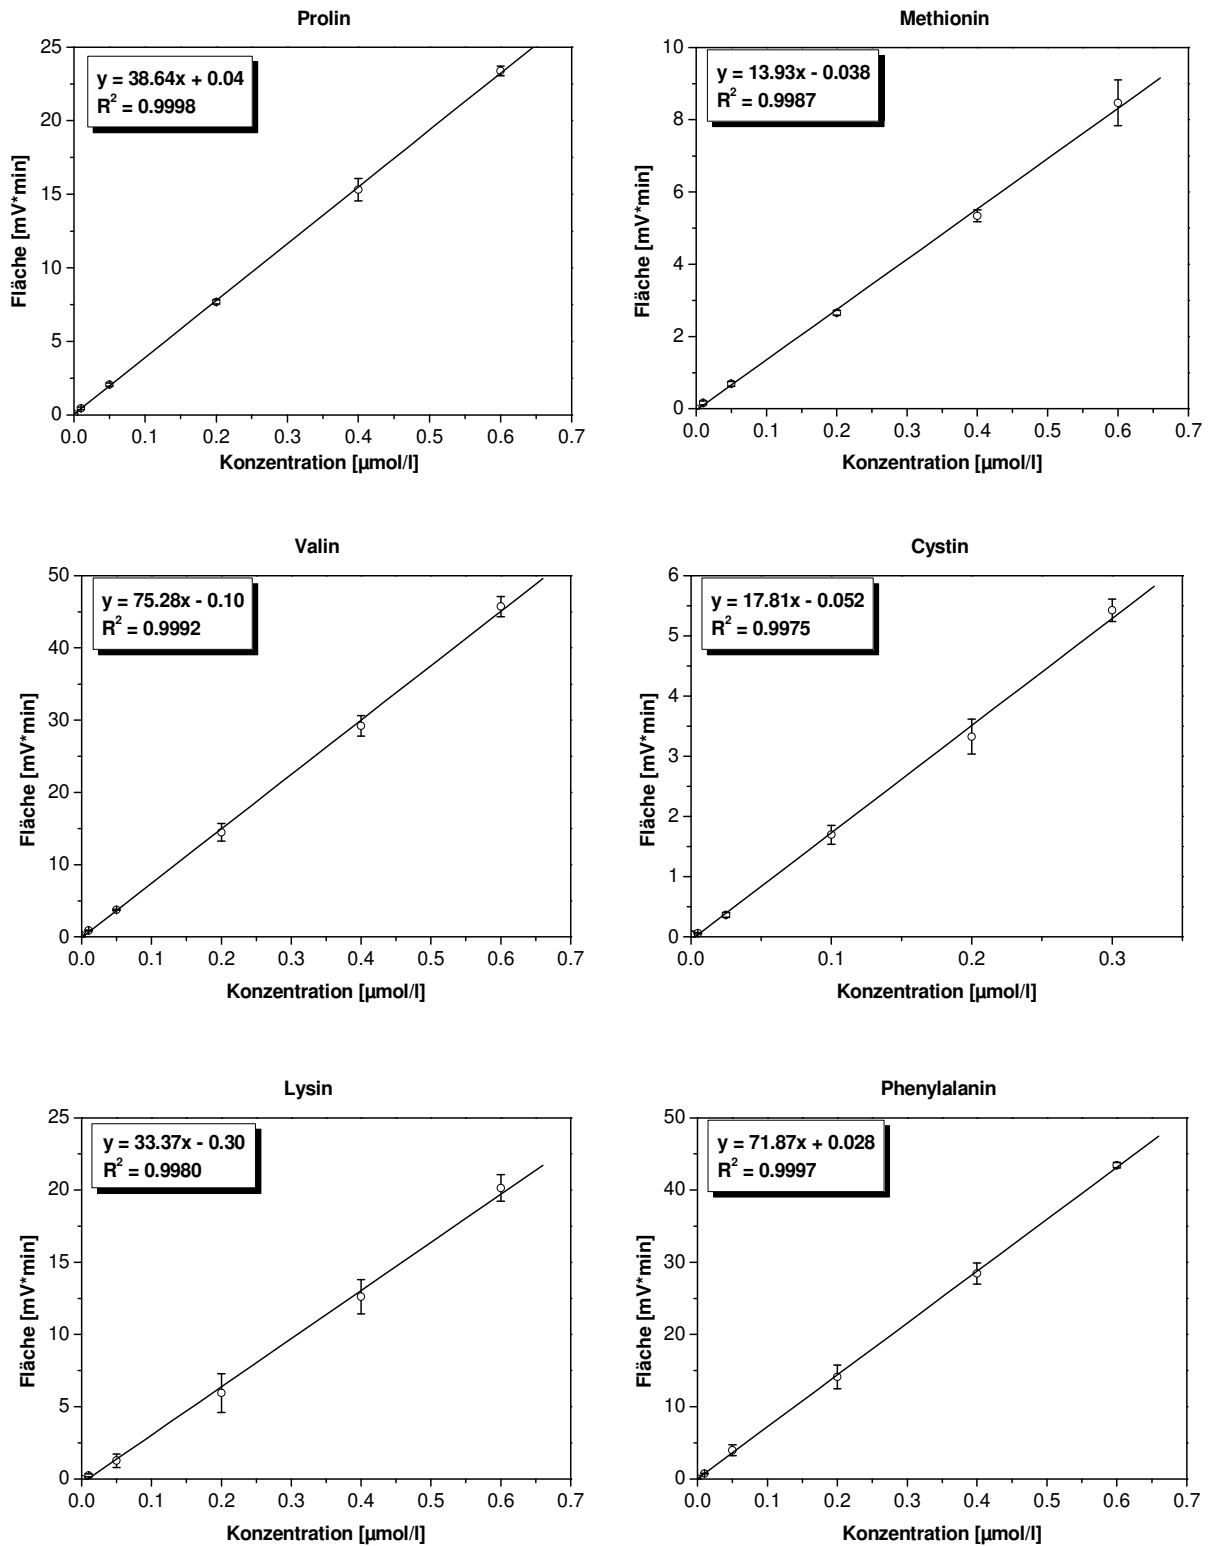 Prolin
y = 38.64x + 0.04
R² = 0.9998
Fläche [mV*min]
25
20
15
10
5
0
0.0 0.1 0.2 0.3 0.4 0.5 0.6 0.7
Konzentration [µmol/l]
Methionin
y = 13.93x - 0.038
R² = 0.9987
Fläche [mV*min]
10
8
6
4
2
0
0.0 0.1 0.2 0.3 0.4 0.5 0.6 0.7
Konzentration [µmol/l]
Valin
y = 75.28x - 0.10
R² = 0.9992
Fläche [mV*min]
50
40
30
20
10
0
0.0 0.1 0.2 0.3 0.4 0.5 0.6 0.7
Konzentration [µmol/l]
Cystin
y = 17.81x - 0.052
R² = 0.9975
Fläche [mV*min]
6
5
4
3
2
1
0
0.0 0.1 0.2 0.3
Konzentration [µmol/l]
Lysin
y = 33.37x - 0.30
R² = 0.9980
Fläche [mV*min]
25
20
15
10
5
0
0.0 0.1 0.2 0.3 0.4 0.5 0.6 0.7
Konzentration [µmol/l]
Phenylalanin
y = 71.87x + 0.028
R² = 0.9997
Fläche [mV*min]
50
40
30
20
10
0
0.0 0.1 0.2 0.3 0.4 0.5 0.6 0.7
Konzentration [µmol/l]